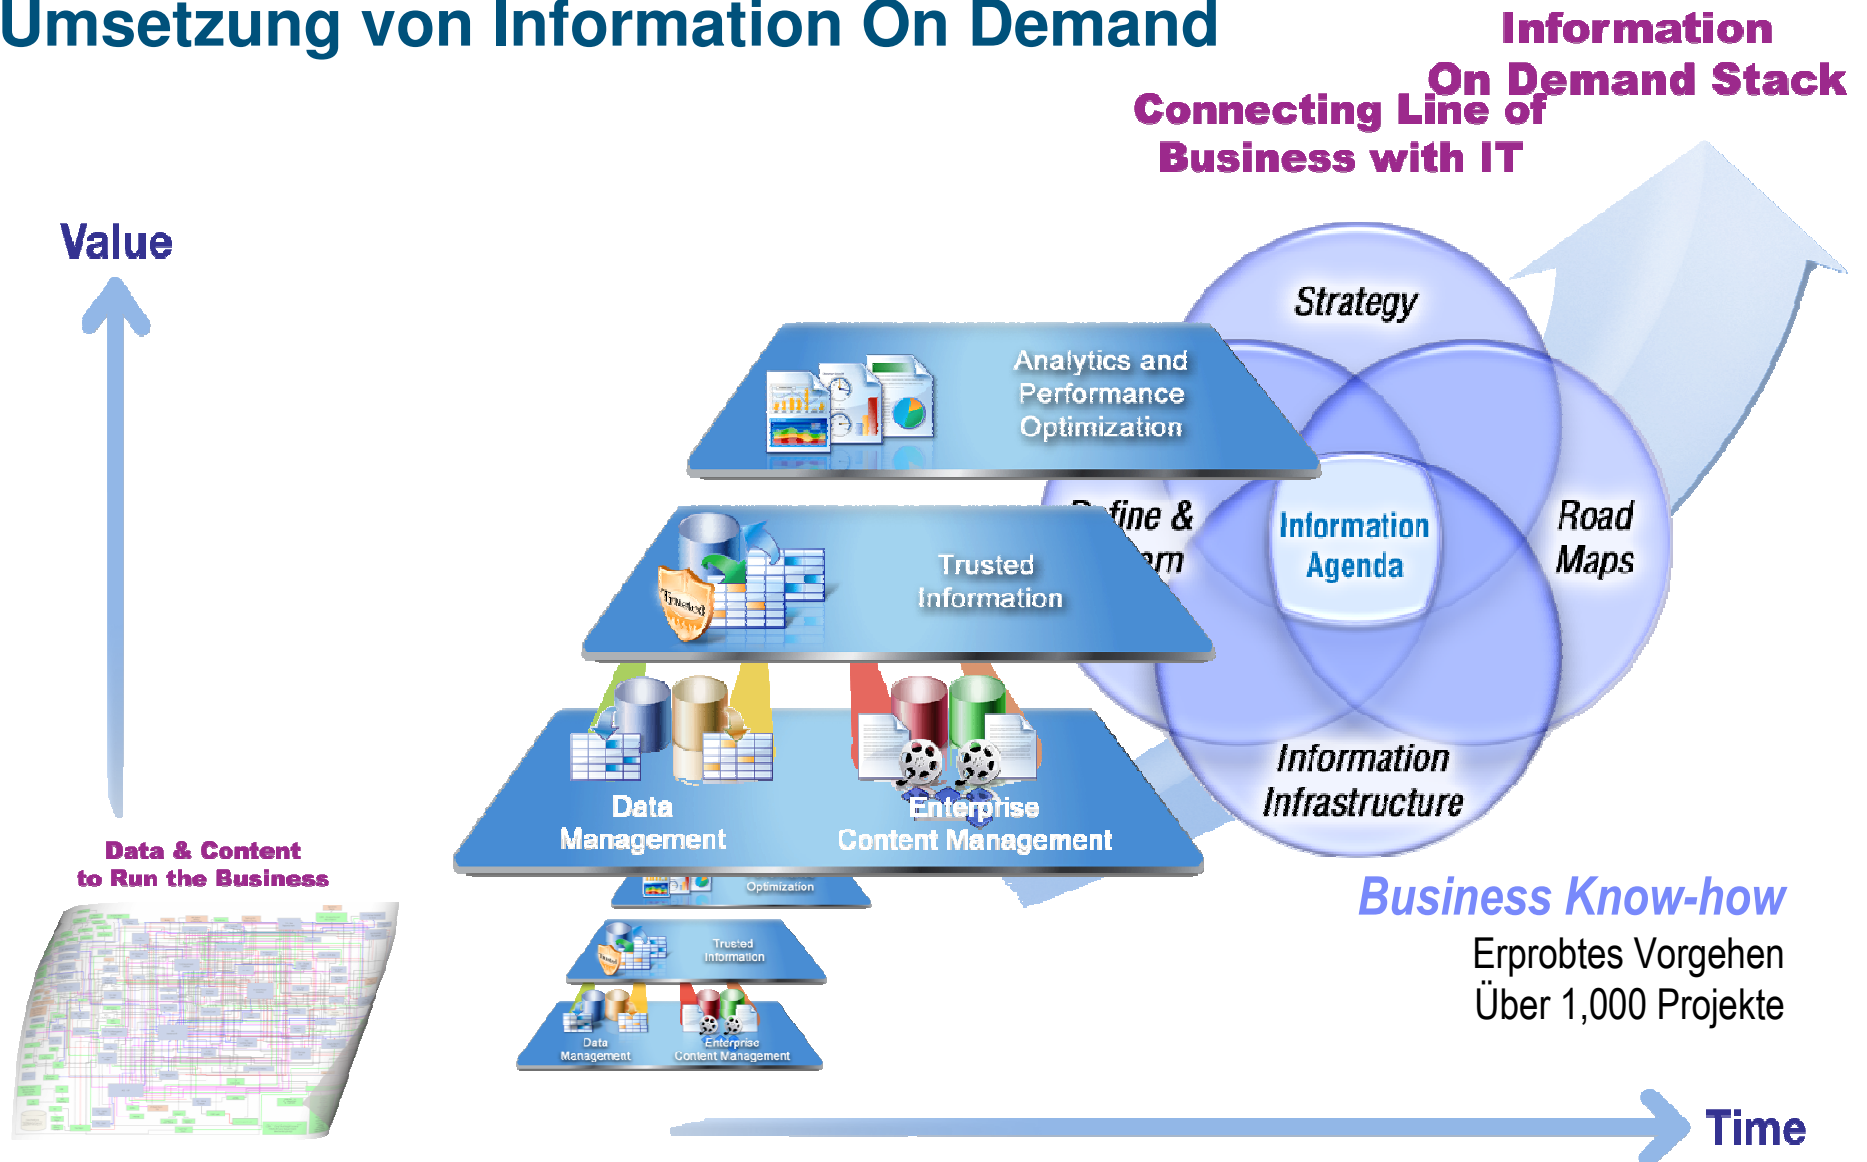 Umsetzung von Information On Demand
Information
On Demand Stack
Connecting Line of
Business with IT
Value
Strategy
Analytics and
Performance
Optimization
fine &
Road
Maps
Information
Agenda
Trusted
Information
Trusted
Data
Management
Enterprise
Content Management
Information
Infrastructure
Data & Content
to Run the Business
Optimization
Business Know-how
Erprobtes Vorgehen
Über 1,000 Projekte
Trusted
Information
Data
Management
Enterprise
Content Management
Time